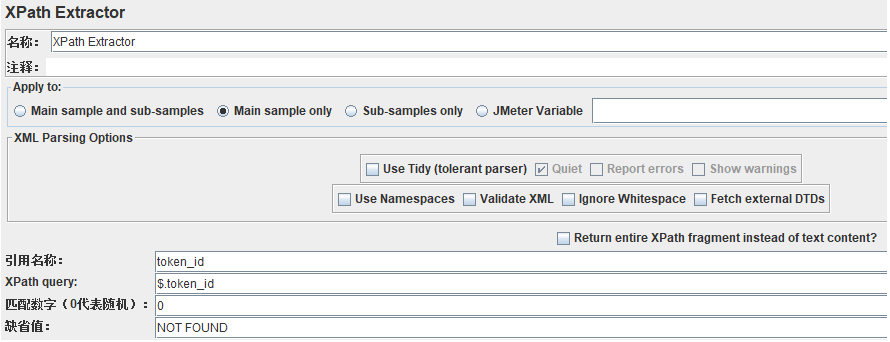 XPath Extractor
名称： XPath Extractor
注释：
Apply to:
Main sample and sub-samples Main sample only Sub-samples only JMeter Variable
XML Parsing Options
Use Tidy (tolerant parser) Quiet Report errors Show warnings
Use Namespaces Validate XML Ignore Whitespace Fetch external DTDs
Return entire XPath fragment instead of text content?
引用名称： token_id
XPath query: $.token_id
匹配数字（0代表随机）： 0
缺省值： NOT FOUND